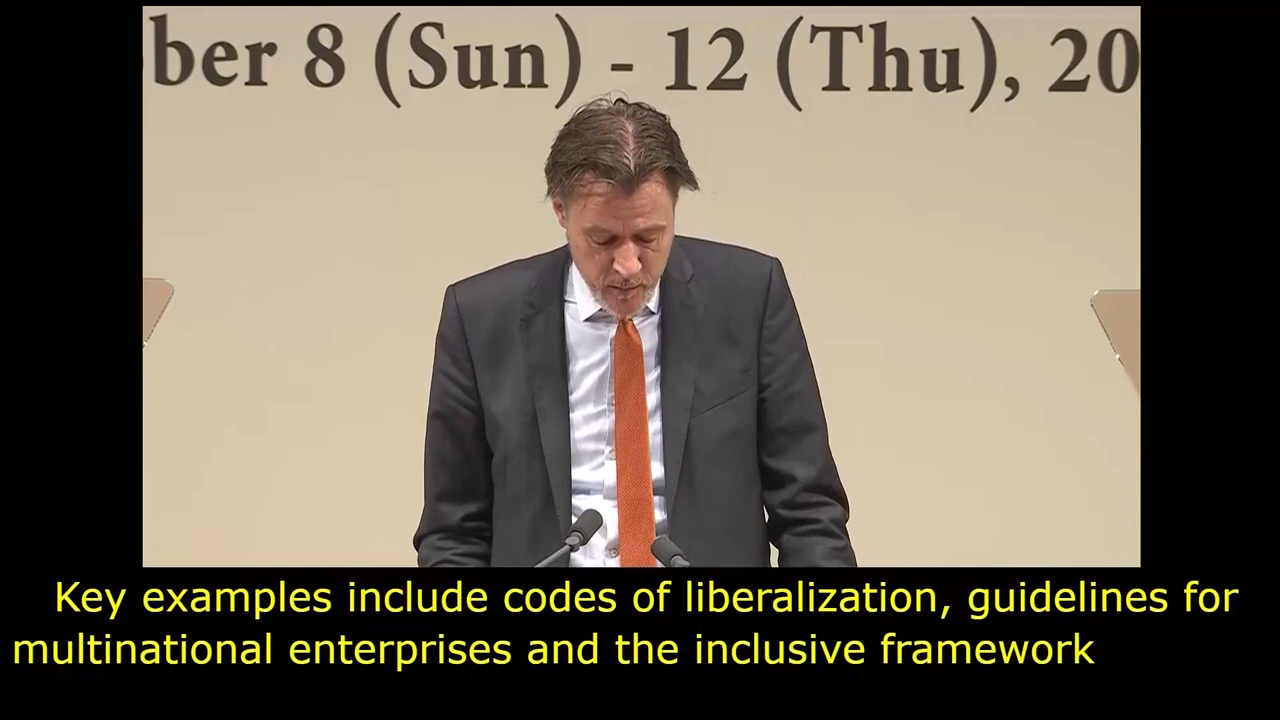 ber 8 (Sun) - 12 (Thu), 20
Key examples include codes of liberalization, guidelines for
multinational enterprises and the inclusive framework